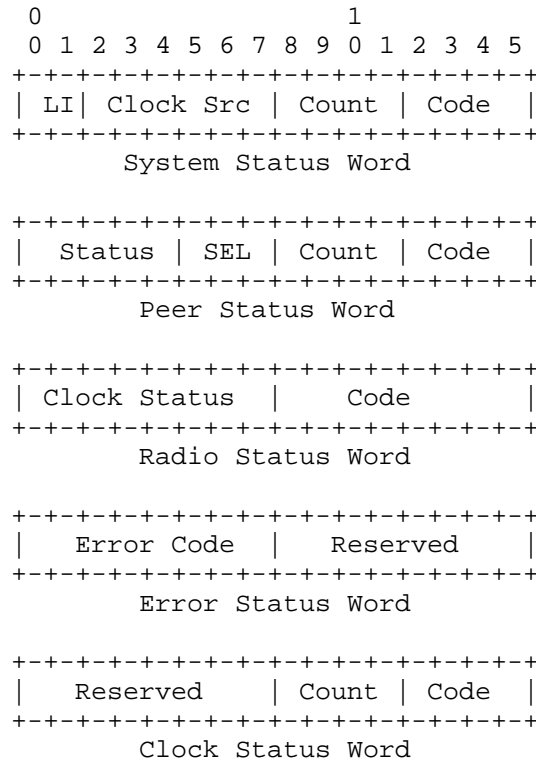 0                   1
 0 1 2 3 4 5 6 7 8 9 0 1 2 3 4 5
+-+-+-+-+-+-+-+-+-+-+-+-+-+-+-+-+
| LI| Clock Src | Count | Code  |
+-+-+-+-+-+-+-+-+-+-+-+-+-+-+-+-+
       System Status Word

+-+-+-+-+-+-+-+-+-+-+-+-+-+-+-+-+
|  Status | SEL | Count | Code  |
+-+-+-+-+-+-+-+-+-+-+-+-+-+-+-+-+
        Peer Status Word

+-+-+-+-+-+-+-+-+-+-+-+-+-+-+-+-+
| Clock Status  |    Code       |
+-+-+-+-+-+-+-+-+-+-+-+-+-+-+-+-+
        Radio Status Word

+-+-+-+-+-+-+-+-+-+-+-+-+-+-+-+-+
|   Error Code  |   Reserved    |
+-+-+-+-+-+-+-+-+-+-+-+-+-+-+-+-+
        Error Status Word

+-+-+-+-+-+-+-+-+-+-+-+-+-+-+-+-+
|   Reserved    | Count | Code  |
+-+-+-+-+-+-+-+-+-+-+-+-+-+-+-+-+
        Clock Status Word